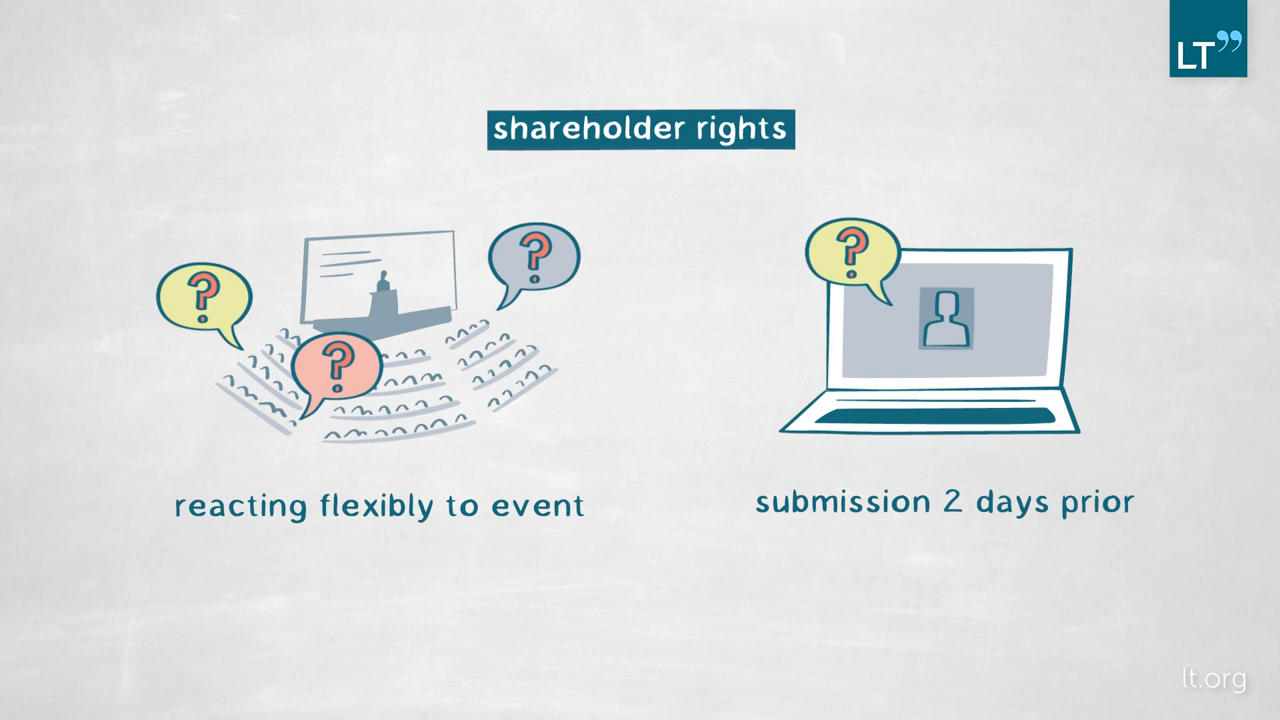 LT”
shareholder rights
?
?
?
?
reacting flexibly to event
submission 2 days prior
lt.org